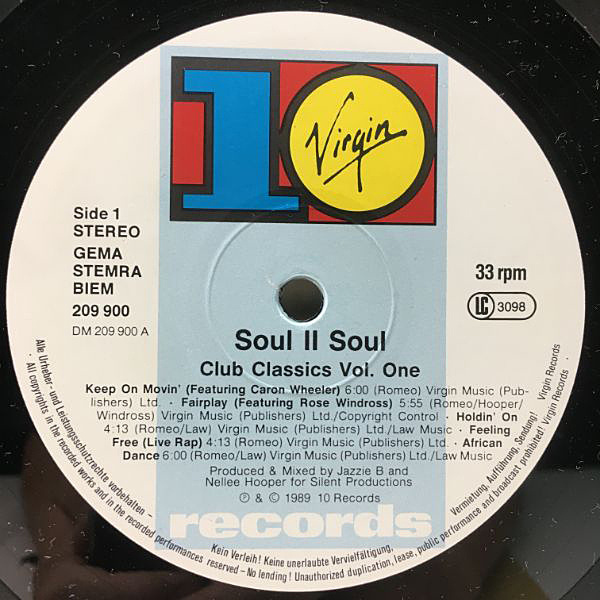 10
Virgin
Side 1
STEREO
GEMA
STEMRA
BIEM
209 900
DM 209 900 A
33 rpm
LC 3098
Soul II Soul
Club Classics Vol. One
Keep On Movin' (Featuring Caron Wheeler) 6:00 (Romeo) Virgin Music (Pub-
lishers) Ltd. · Fairplay (Featuring Rose Windross) 5:55 (Romeo/Hooper/
Windross) Virgin Music (Publishers) Ltd./Copyright Control · Holdin' On
4:13 (Romeo/Law) Virgin Music (Publishers) Ltd./Law Music · Feeling
Free (Live Rap) 4:13 (Romeo) Virgin Music (Publishers) Ltd. · African
Dance 6:00 (Romeo/Law) Virgin Music (Publishers) Ltd./Law Music
Produced & Mixed by Jazzie B and
Nellee Hooper for Silent Productions
℗ & © 1989 10 Records
records
Alle Urheber- und Leistungsschutzrechte vorbehalten – Kein Verleih! Keine unerlaubte Vervielfältigung, Vermietung, Aufführung, Sendung! Virgin Records
· All copyrights in the recorded works and in the recorded performances reserved – No lending! Unauthorized duplication, lease, public performance and broadcast prohibited! Virgin Records ·